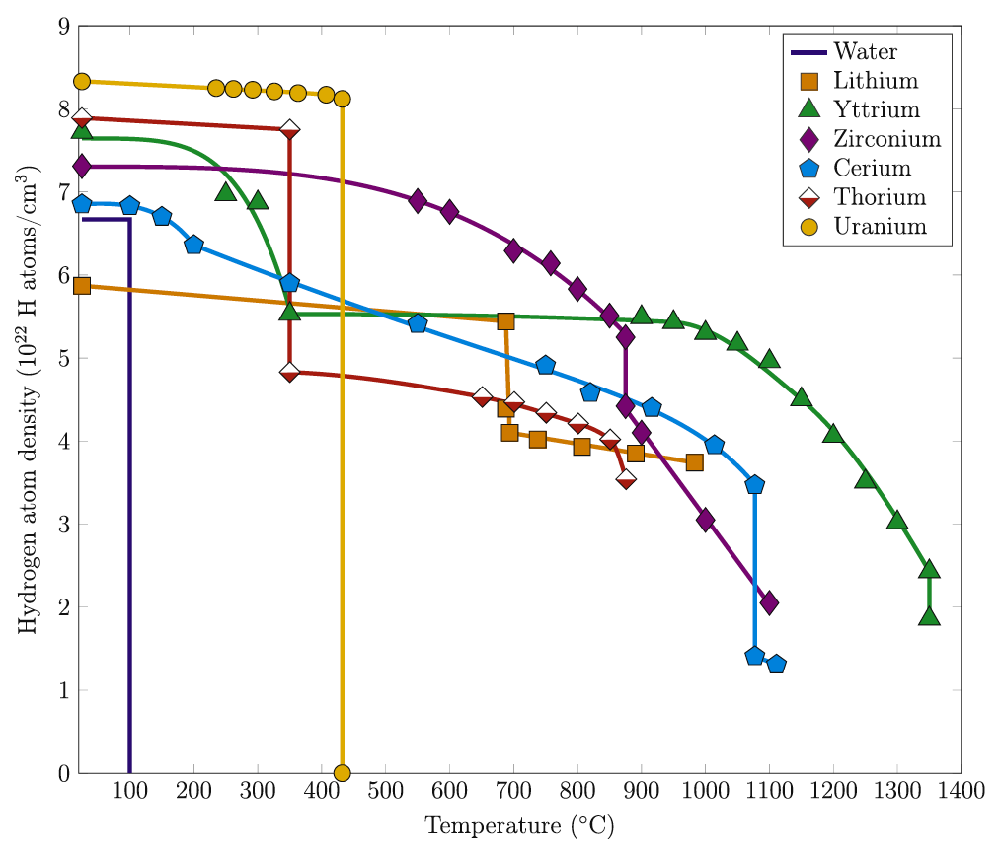 9
8
7
6
5
4
3
2
1
0
Hydrogen atom density (10²² H atoms/cm³)
Water
Lithium
Yttrium
Zirconium
Cerium
Thorium
Uranium
100 200 300 400 500 600 700 800 900 1000 1100 1200 1300 1400
Temperature (°C)